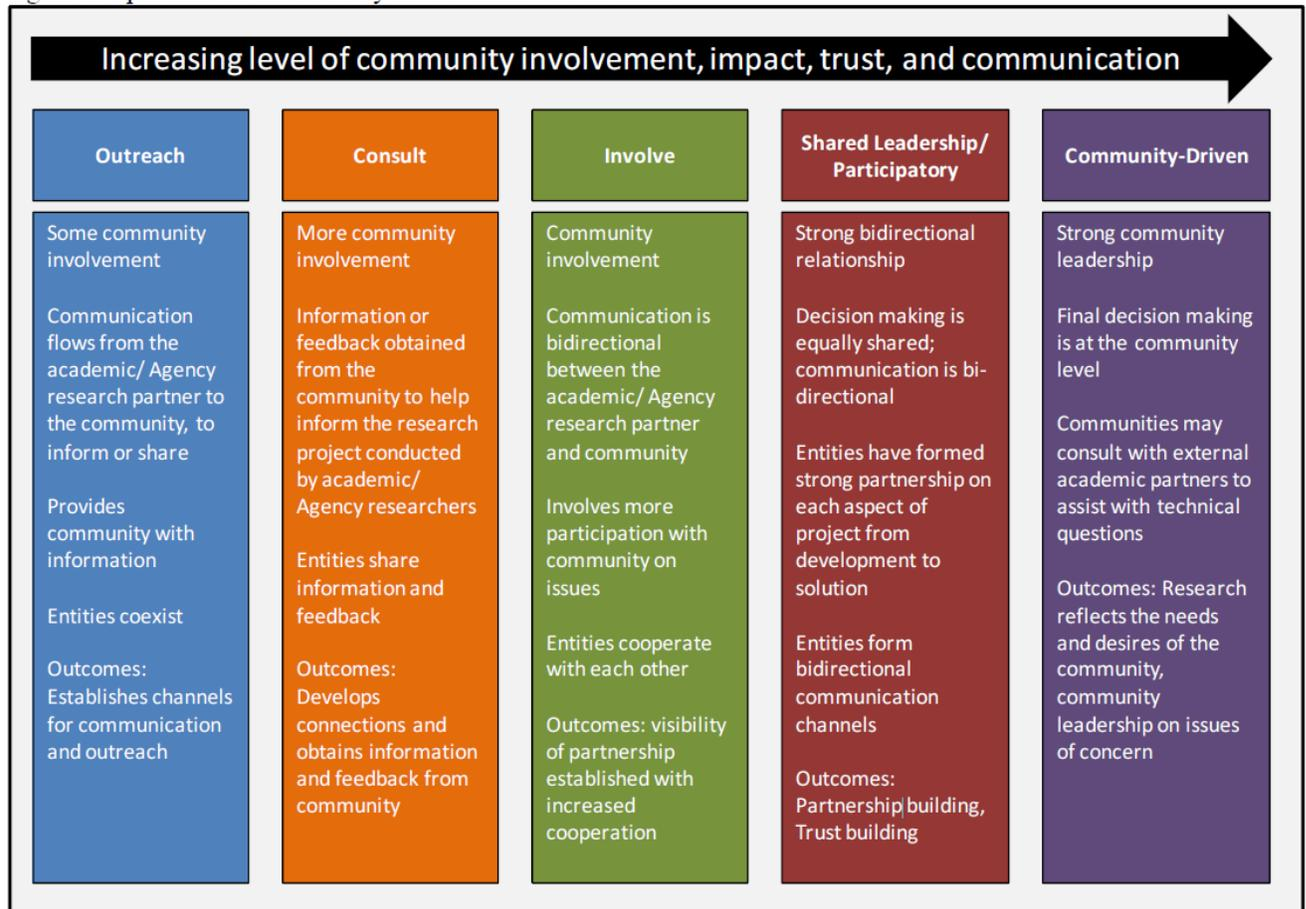 Increasing level of community involvement, impact, trust, and communication
Outreach
Some community
involvement
Communication
flows from the
academic/ Agency
research partner to
the community, to
inform or share
Provides
community with
information
Entities coexist
Outcomes:
Establishes channels
for communication
and outreach
Consult
More community
involvement
Information or
feedback obtained
from the
community to help
inform the research
project conducted
by academic/
Agency researchers
Entities share
information and
feedback
Outcomes:
Develops
connections and
obtains information
and feedback from
community
Involve
Community
involvement
Communication is
bidirectional
between the
academic/ Agency
research partner
and community
Involves more
participation with
community on
issues
Entities cooperate
with each other
Outcomes: visibility
of partnership
established with
increased
cooperation
Shared Leadership/
Participatory
Strong bidirectional
relationship
Decision making is
equally shared;
communication is bi-
directional
Entities have formed
strong partnership on
each aspect of
project from
development to
solution
Entities form
bidirectional
communication
channels
Outcomes:
Partnership building,
Trust building
Community-Driven
Strong community
leadership
Final decision making
is at the community
level
Communities may
consult with external
academic partners to
assist with technical
questions
Outcomes: Research
reflects the needs
and desires of the
community,
community
leadership on issues
of concern